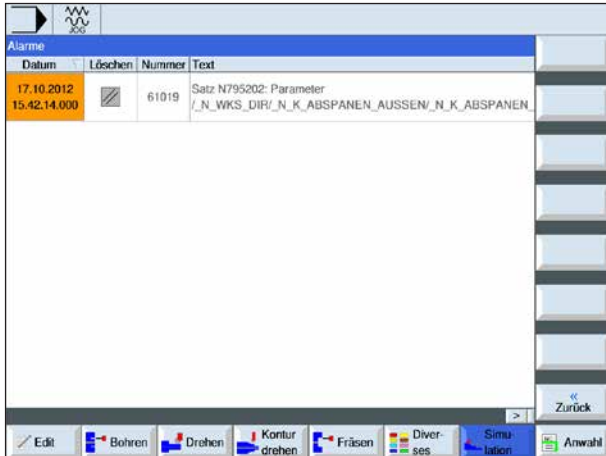 JOG
Alarme
Datum Löschen Nummer Text
17.10.2012
15.42.14.000
61019
Satz N795202: Parameter
/_N_WKS_DIR/_N_K_ABSPANEN_AUSSEN/_N_K_ABSPANEN_
>
«
Zurück
Edit
Bohren
Drehen
Kontur
drehen
Fräsen
Diver-
ses
Simu-
lation
Anwahl